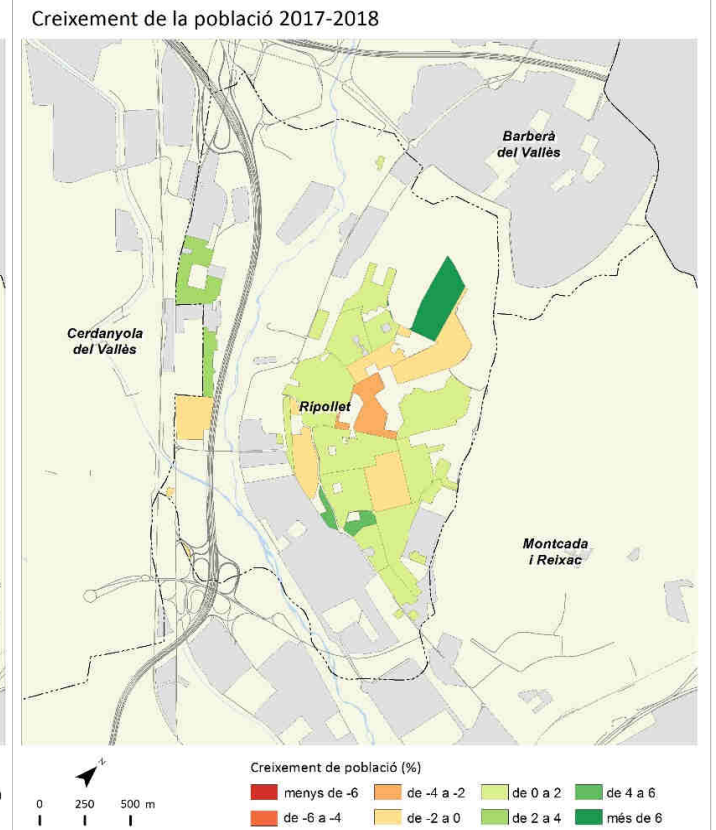 Creixement de la població 2017-2018
Barberà
del Vallès
Cerdanyola
del Vallès
Ripollet
Montcada
i Reixac
N
0 250 500 m
Creixement de població (%)
menys de -6
de -4 a -2
de 0 a 2
de 4 a 6
de -6 a -4
de -2 a 0
de 2 a 4
més de 6